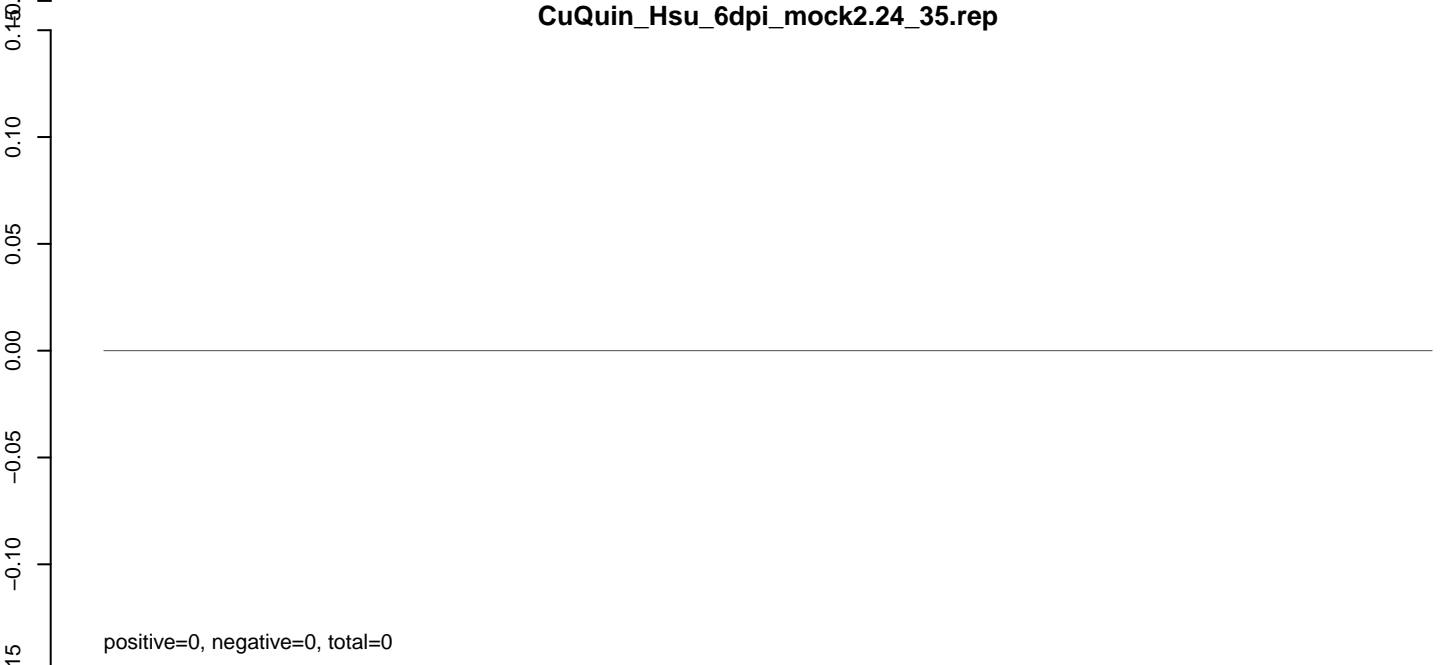 CuQuin_Hsu_6dpi_mock2.24_35.rep
0.10
0.05
0.00
−0.05
−0.10
positive=0, negative=0, total=0